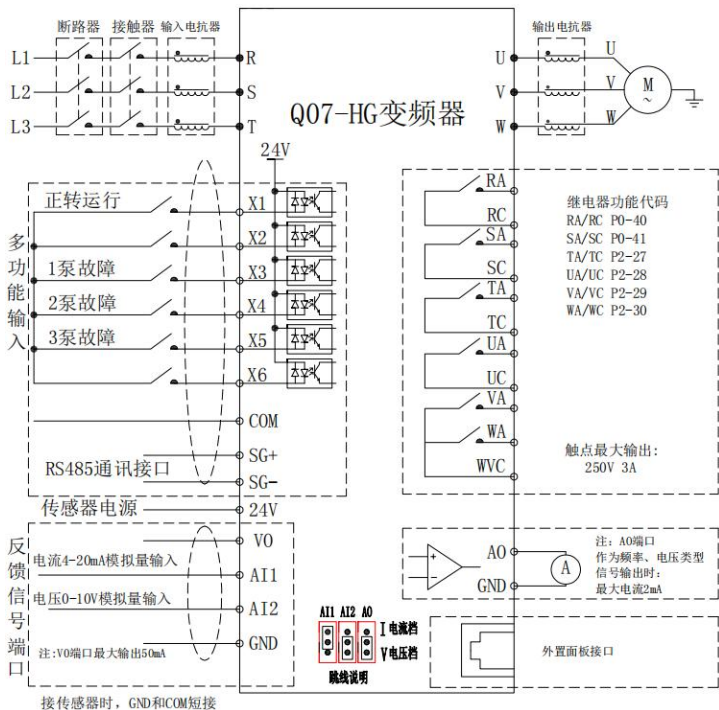 断路器 接触器 输入电抗器
输出电抗器
L1
R
U
U
L2
S
V
V
M
~
L3
T
W
W
Q07-HG变频器
24V
多功能输入
正转运行
X1
X2
1泵故障
X3
2泵故障
X4
3泵故障
X5
X6
COM
SG+
RS485通讯接口
SG-
传感器电源
24V
反馈信号端口
VO
电流4-20mA模拟量输入
AI1
电压0-10V模拟量输入
AI2
GND
注:VO端口最大输出50mA
接传感器时，GND和COM短接
AI1 AI2 AO
I 电流档
V 电压档
跳线说明
RA
RC
SA
SC
TA
TC
UA
UC
VA
WA
WVC
继电器功能代码
RA/RC P0-40
SA/SC P0-41
TA/TC P2-27
UA/UC P2-28
VA/VC P2-29
WA/WC P2-30
触点最大输出:
250V 3A
AO
GND
A
注: AO端口
作为频率、电压类型
信号输出时:
最大电流2mA
外置面板接口